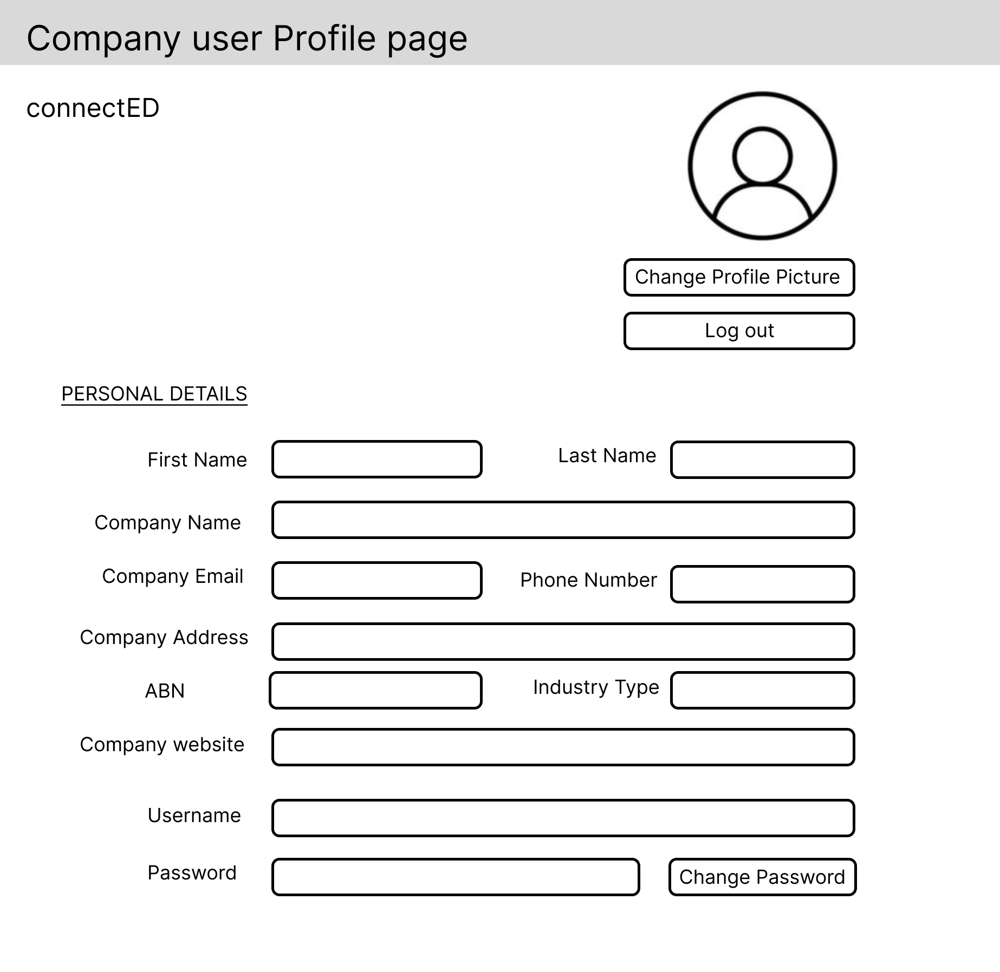 Company user Profile page
connectED
Change Profile Picture
Log out
PERSONAL DETAILS
First Name
Last Name
Company Name
Company Email
Phone Number
Company Address
ABN
Industry Type
Company website
Username
Password
Change Password